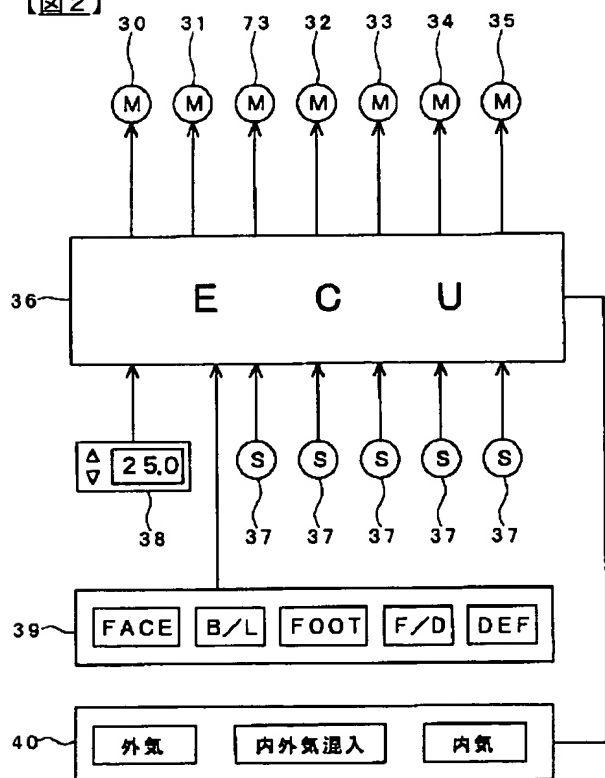 【図2】
30 31 73 32 33 34 35
M M M M M M M
36 E C U
△
▽ 25.0 S S S S S
38 37 37 37 37 37
39 FACE B/L FOOT F/D DEF
40 外気 内外気混入 内気